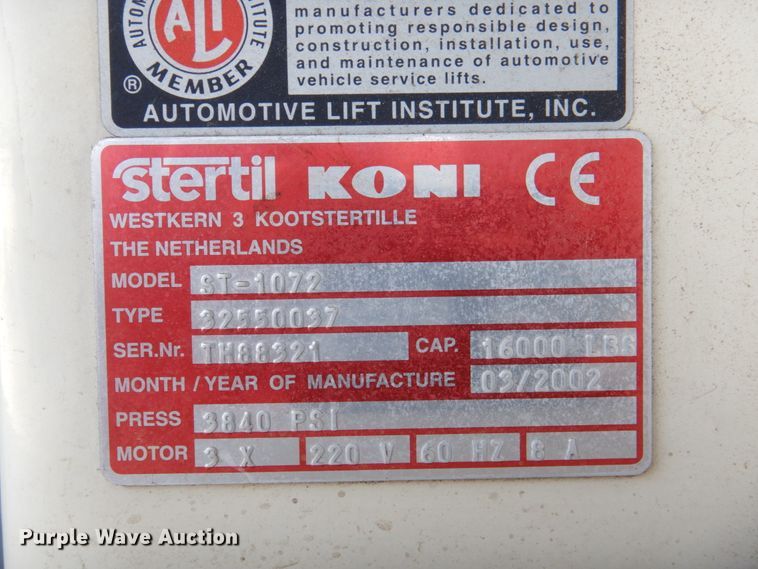 AUTOMO
ITUTE
ALI
MEMBER
®
manufacturers dedicated to
promoting responsible design,
construction, installation, use,
and maintenance of automotive
vehicle service lifts.
AUTOMOTIVE LIFT INSTITUTE, INC.
stertil KONI CE
WESTKERN 3 KOOTSTERTILLE
THE NETHERLANDS
MODEL ST-1072
TYPE 32550037
SER.Nr. TH88321 CAP. 16000 LBS
MONTH / YEAR OF MANUFACTURE 03/2002
PRESS 3840 PSI
MOTOR 3 X 220 V 60 HZ 8 A
Purple Wave Auction